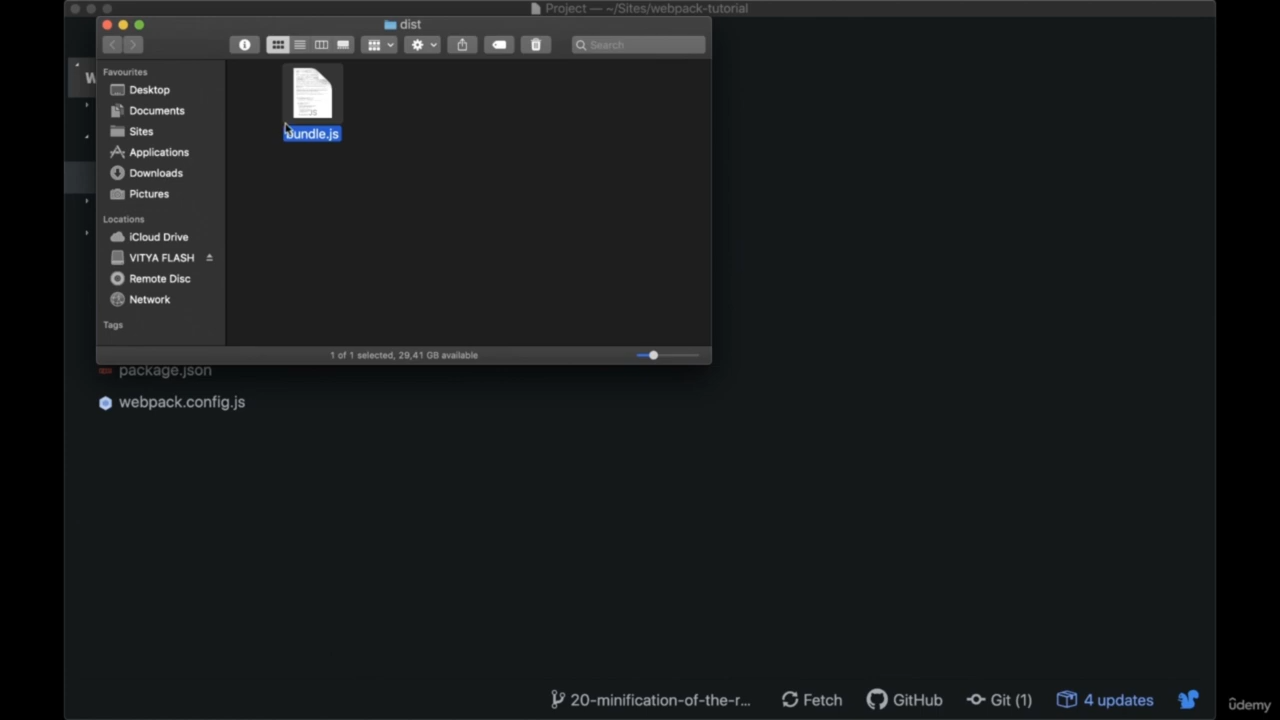 Project — ~/Sites/webpack-tutorial
dist
Search
Favourites
Desktop
Documents
Sites
Applications
Downloads
Pictures
Locations
iCloud Drive
VITYA FLASH
Remote Disc
Network
Tags
JS
bundle.js
1 of 1 selected, 29,41 GB available
W
package.json
webpack.config.js
20-minification-of-the-r...
Fetch
GitHub
Git (1)
4 updates
ûdemy